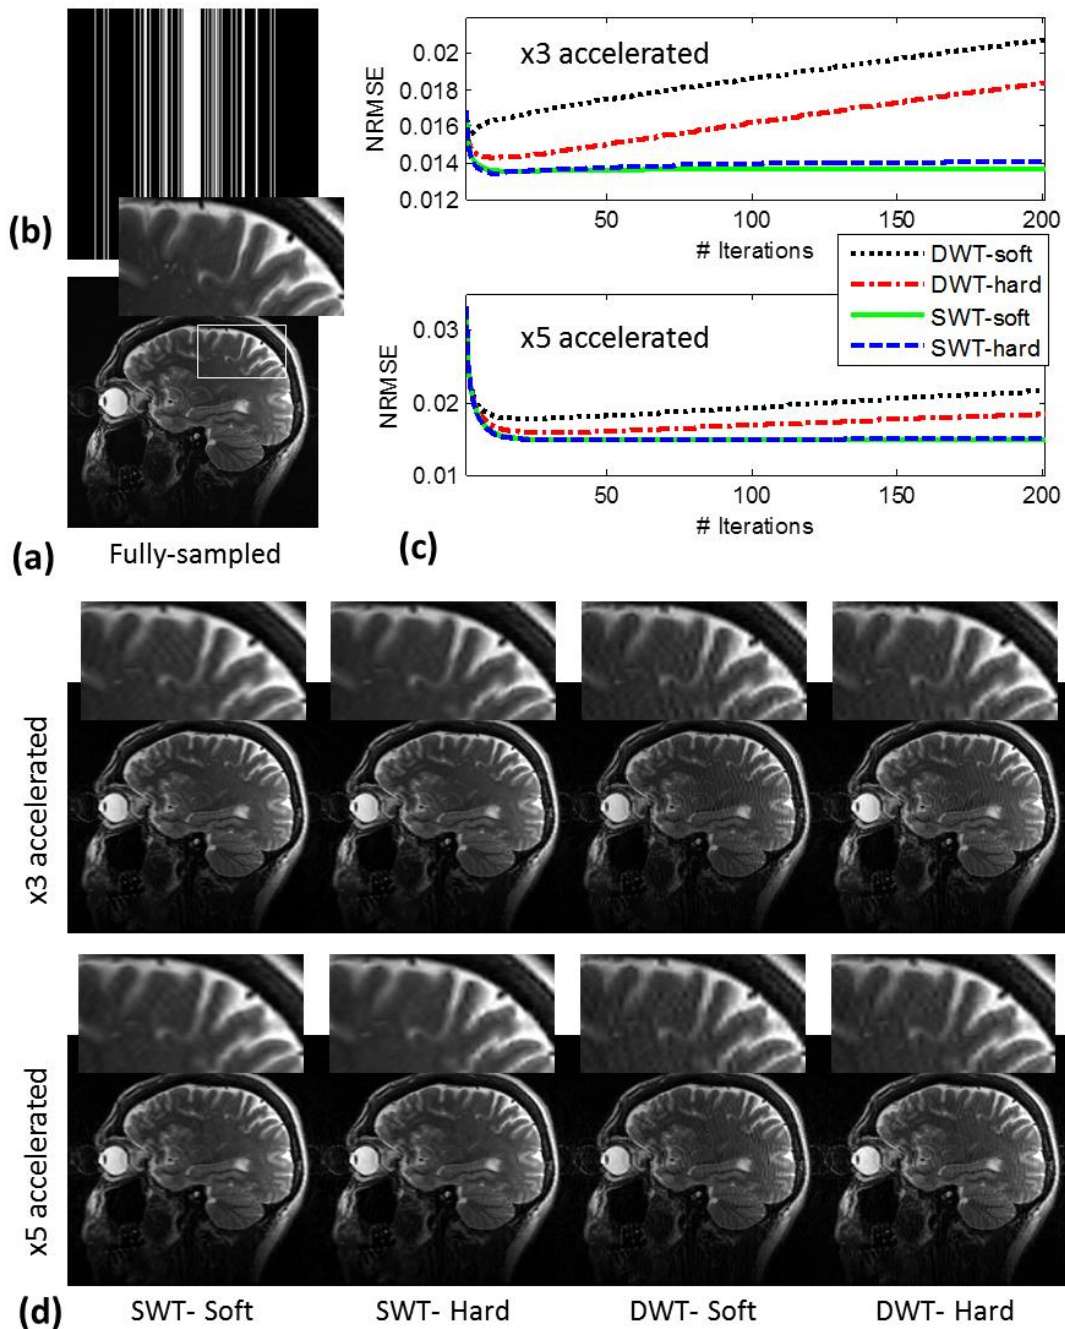 (b)
(a)
Fully-sampled
x3 accelerated
NRMSE
0.02
0.018
0.016
0.014
0.012
50
100
150
200
# Iterations
DWT-soft
DWT-hard
SWT-soft
SWT-hard
x5 accelerated
NRMSE
0.03
0.02
0.01
50
100
150
200
# Iterations
(c)
x3 accelerated
x5 accelerated
(d)
SWT- Soft
SWT- Hard
DWT- Soft
DWT- Hard